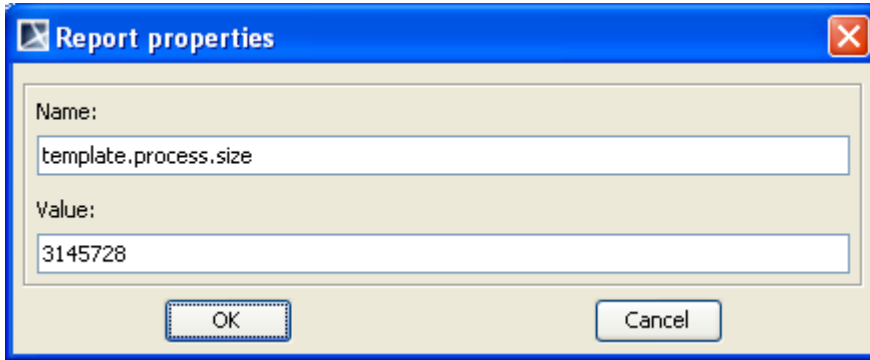 Report properties
Name:
template.process.size
Value:
3145728
OK Cancel